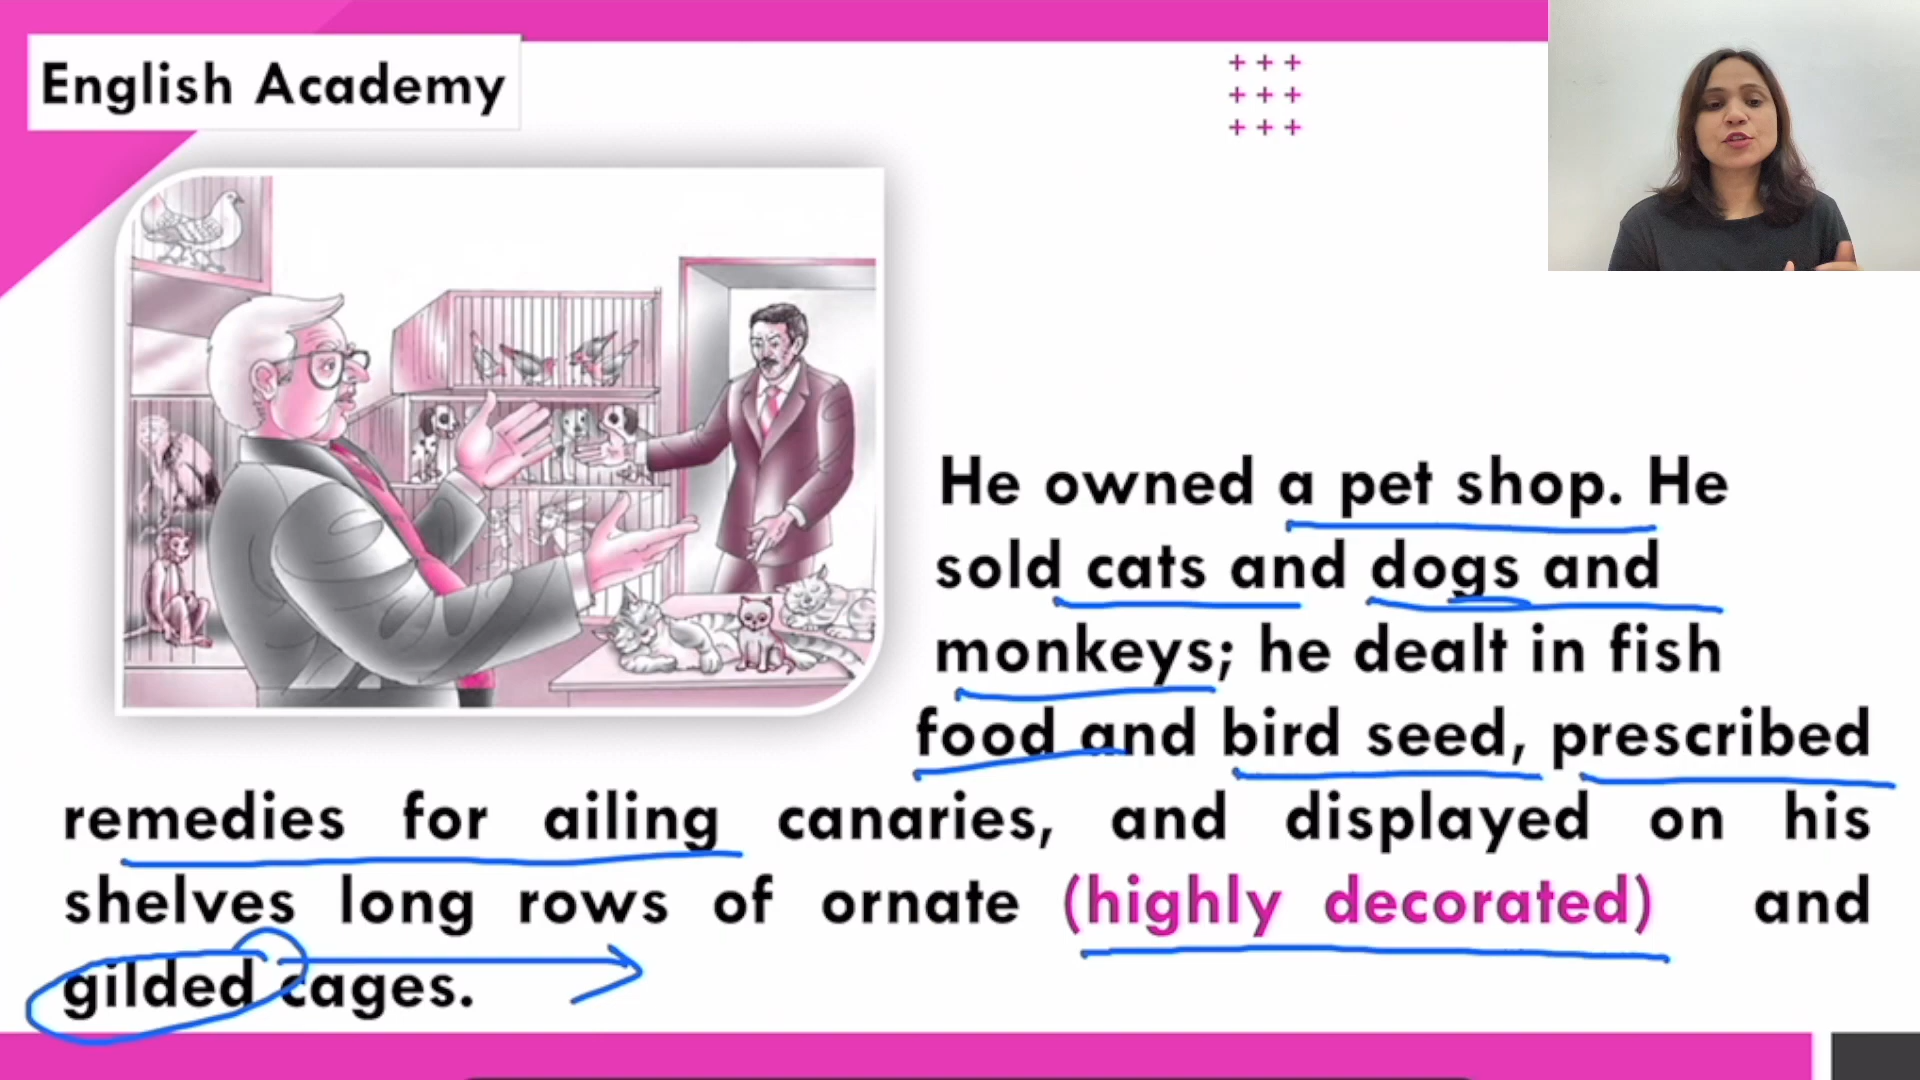 English Academy
He owned a pet shop. He
sold cats and dogs and
monkeys; he dealt in fish
food and bird seed, prescribed
remedies for ailing canaries, and displayed on his
shelves long rows of ornate (highly decorated) and
gilded cages.